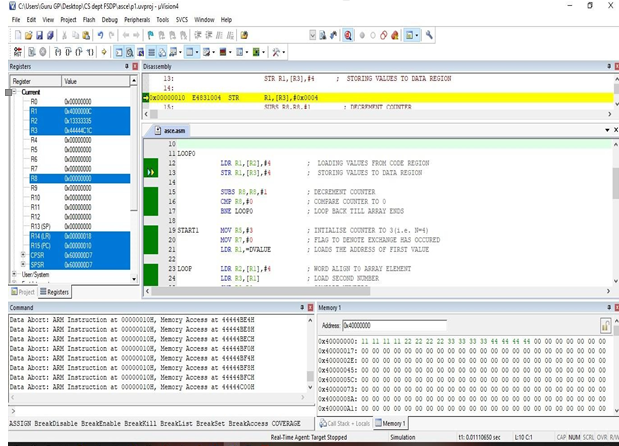 C:\Users\Guru GP\Desktop\CS dept FSDP\asce\p1.uvproj - µVision4
File Edit View Project Flash Debug Peripherals Tools SVCS Window Help
Registers
Register Value
Current
R0 0x00000000
R1 0x4000000C
R2 0x13333335
R3 0x44444C1C
R4 0x00000000
R5 0x00000000
R6 0x00000000
R7 0x00000000
R8 0x00000000
R9 0x00000000
R10 0x00000000
R11 0x00000000
R12 0x00000000
R13 (SP) 0x00000000
R14 (LR) 0x00000018
R15 (PC) 0x00000010
CPSR 0x600000D7
SPSR 0x600000D7
User/System
Project Registers
Disassembly
13: STR R1,[R3],#4 ; STORING VALUES TO DATA REGION
14:
0x00000010 E4831004 STR R1,[R3],#0x0004
15: SUBS R8,R8,#1 ; DECREMENT COUNTER
asce.asm
10
11 LOOP0
12 LDR R1,[R2],#4 ; LOADING VALUES FROM CODE REGION
13 STR R1,[R3],#4 ; STORING VALUES TO DATA REGION
14
15 SUBS R8,R8,#1 ; DECREMENT COUNTER
16 CMP R8,#0 ; COMPARE COUNTER TO 0
17 BNE LOOP0 ; LOOP BACK TILL ARRAY ENDS
18
19 START1 MOV R5,#3 ; INTIALISE COUNTER TO 3(i.e. N=4)
20 MOV R7,#0 ; FLAG TO DENOTE EXCHANGE HAS OCCURED
21 LDR R1,=DVALUE ; LOADS THE ADDRESS OF FIRST VALUE
22
23 LOOP LDR R2,[R1],#4 ; WORD ALIGN TO ARRAY ELEMENT
24 LDR R3,[R1] ; LOAD SECOND NUMBER
Command
Data Abort: ARM Instruction at 00000010H, Memory Access at 44444BE4H
Data Abort: ARM Instruction at 00000010H, Memory Access at 44444BE8H
Data Abort: ARM Instruction at 00000010H, Memory Access at 44444BECH
Data Abort: ARM Instruction at 00000010H, Memory Access at 44444BF0H
Data Abort: ARM Instruction at 00000010H, Memory Access at 44444BF4H
Data Abort: ARM Instruction at 00000010H, Memory Access at 44444BF8H
Data Abort: ARM Instruction at 00000010H, Memory Access at 44444BFCH
Data Abort: ARM Instruction at 00000010H, Memory Access at 44444C00H
>
ASSIGN BreakDisable BreakEnable BreakKill BreakList BreakSet BreakAccess COVERAGE
Memory 1
Address: 0x40000000
0x40000000: 11 11 11 11 22 22 22 22 33 33 33 33 44 44 44 44 00 00 00 00 00 00 00
0x40000017: 00 00 00 00 00 00 00 00 00 00 00 00 00 00 00 00 00 00 00 00 00 00 00
0x4000002E: 00 00 00 00 00 00 00 00 00 00 00 00 00 00 00 00 00 00 00 00 00 00 00
0x40000045: 00 00 00 00 00 00 00 00 00 00 00 00 00 00 00 00 00 00 00 00 00 00 00
0x4000005C: 00 00 00 00 00 00 00 00 00 00 00 00 00 00 00 00 00 00 00 00 00 00 00
0x40000073: 00 00 00 00 00 00 00 00 00 00 00 00 00 00 00 00 00 00 00 00 00 00 00
0x4000008A: 00 00 00 00 00 00 00 00 00 00 00 00 00 00 00 00 00 00 00 00 00 00 00
0x400000A1: 00 00 00 00 00 00 00 00 00 00 00 00 00 00 00 00 00 00 00 00 00 00 00
Call Stack + Locals Memory 1
Real-Time Agent: Target Stopped Simulation t1: 0.01110650 sec L:10 C:1 CAP NUM SCRL OVR R/W